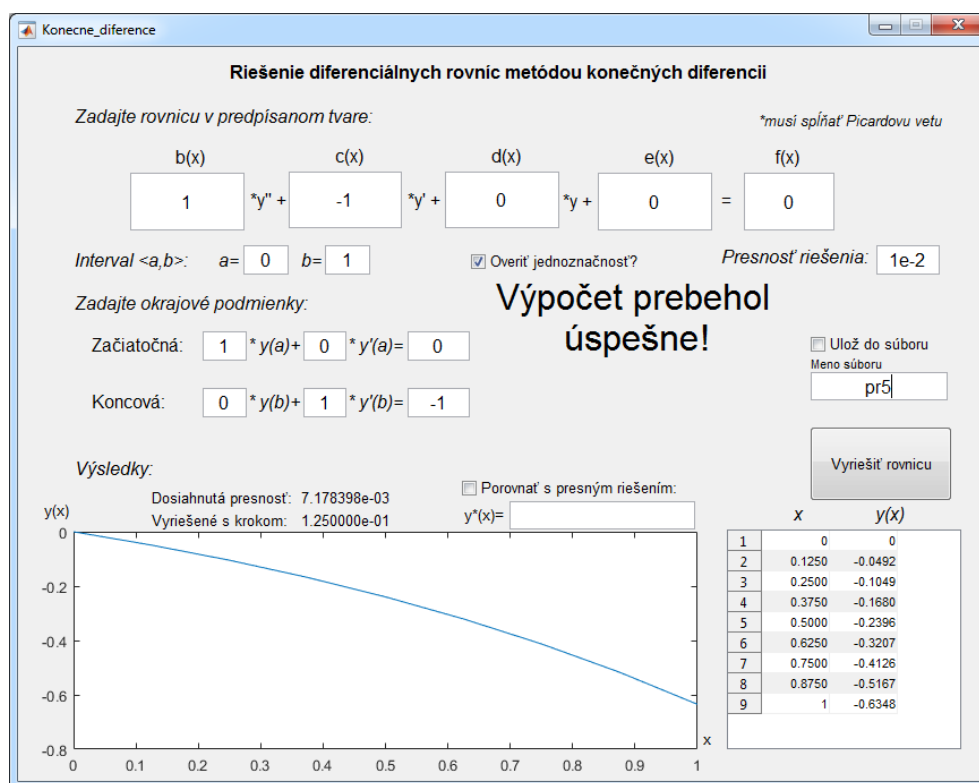 Konecne_diference
Riešenie diferenciálnych rovníc metódou konečných diferencii
Zadajte rovnicu v predpísanom tvare:
*musí spĺňať Picardovu vetu
b(x) c(x) d(x) e(x) f(x)
1 *y'' + -1 *y' + 0 *y + 0 = 0
Interval <a,b>: a= 0 b= 1 Overiť jednoznačnosť? Presnosť riešenia: 1e-2
Zadajte okrajové podmienky:
Výpočet prebehol
úspešne!
Začiatočná: 1 * y(a)+ 0 * y'(a)= 0
Ulož do súboru
Meno súboru
pr5
Koncová: 0 * y(b)+ 1 * y'(b)= -1
Vyriešiť rovnicu
Výsledky:
Dosiahnutá presnosť: 7.178398e-03
Vyriešené s krokom: 1.250000e-01
Porovnať s presným riešením:
y*(x)=
y(x)
0
-0.2
-0.4
-0.6
-0.8
0 0.1 0.2 0.3 0.4 0.5 0.6 0.7 0.8 0.9 1
x
x y(x)
1 0 0
2 0.1250 -0.0492
3 0.2500 -0.1049
4 0.3750 -0.1680
5 0.5000 -0.2396
6 0.6250 -0.3207
7 0.7500 -0.4126
8 0.8750 -0.5167
9 1 -0.6348